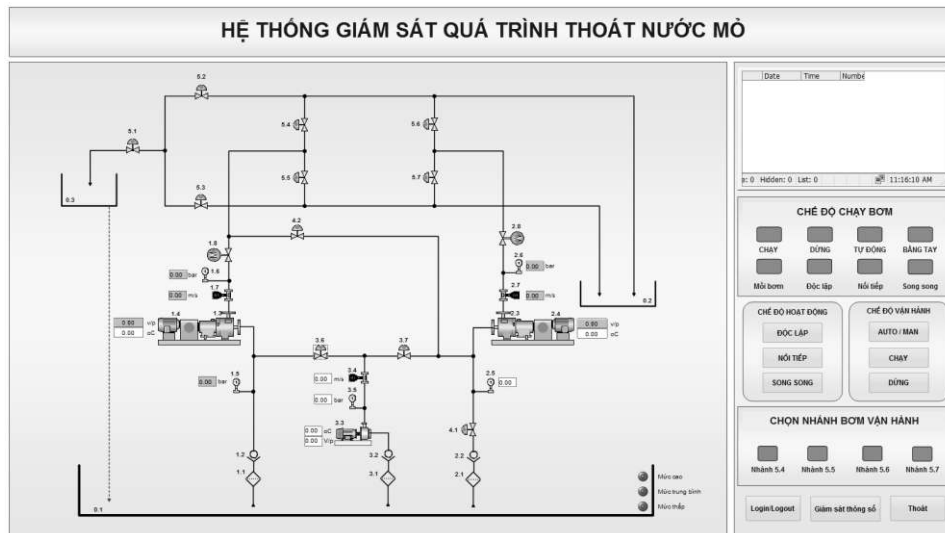 HỆ THỐNG GIÁM SÁT QUÁ TRÌNH THOÁT NƯỚC MỎ
Date Time Numbe
Hidden: 0 Lst: 0 11:16:10 AM
5.2
5.1
5.4
5.6
5.5
5.7
5.3
0.3
4.2
1.8
2.8
0.00 bar 1.6
2.6 0.00 bar
1.7
0.00 m/s
2.7
0.00 m/s
0.2
1.4
v/p
0.00 oC
2.3 2.4
v/p
0.00 oC
3.6
3.7
1.5
0.00 bar
3.4
0.00 m/s
3.5
0.00 bar
2.5
0.00
3.3
0.00 oC
0.00 V/p
4.1
1.2
3.2
2.2
1.1
3.1
2.1
0.1
Mức cao
Mức trung bình
Mức thấp
CHẾ ĐỘ CHẠY BƠM
CHẠY DỪNG TỰ ĐỘNG BẰNG TAY
Mồi bơm Độc lập Nối tiếp Song song
CHẾ ĐỘ HOẠT ĐỘNG
ĐỘC LẬP
NỐI TIẾP
SONG SONG
CHẾ ĐỘ VẬN HÀNH
AUTO / MAN
CHẠY
DỪNG
CHỌN NHÁNH BƠM VẬN HÀNH
Nhánh 5.4 Nhánh 5.5 Nhánh 5.6 Nhánh 5.7
Login/Logout Giám sát thông số Thoát